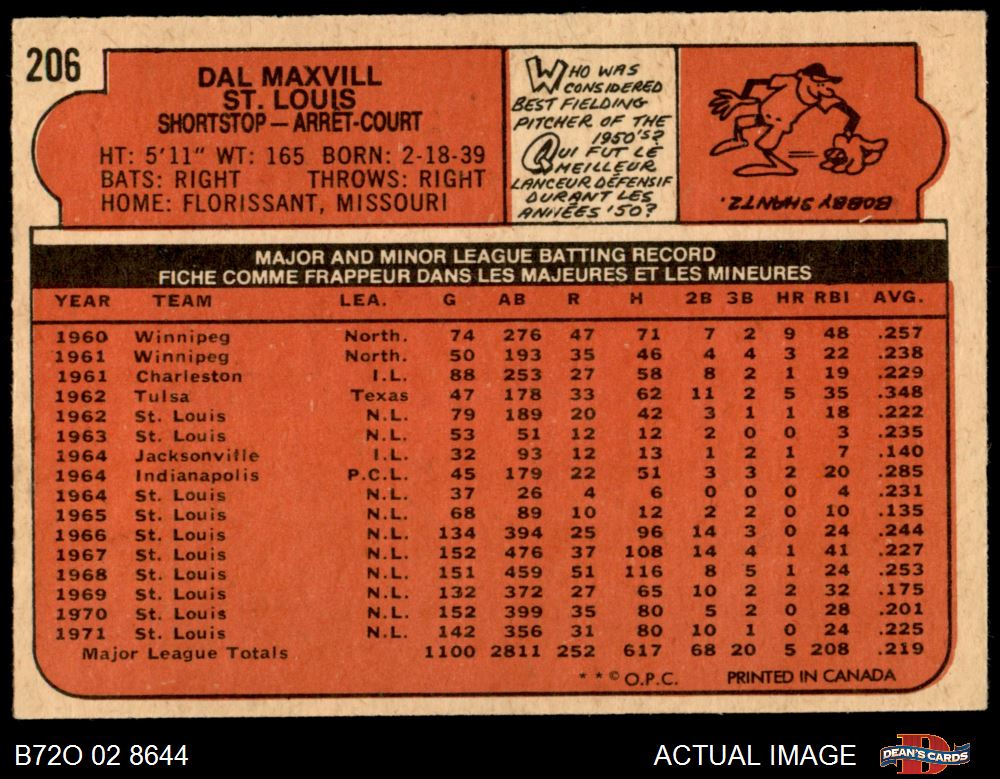 206
DAL MAXVILL
ST. LOUIS
SHORTSTOP — ARRET-COURT
HT: 5'11" WT: 165 BORN: 2-18-39
BATS: RIGHT THROWS: RIGHT
HOME: FLORISSANT, MISSOURI
WHO WAS
CONSIDERED
BEST FIELDING
PITCHER OF THE
1950'S?
QUI FUT LE
MEILLEUR
LANCEUR DÉFENSIF
DURANT LES
ANNÉES '50?
BOBBY SHANTZ.
MAJOR AND MINOR LEAGUE BATTING RECORD
FICHE COMME FRAPPEUR DANS LES MAJEURES ET LES MINEURES
YEAR TEAM LEA. G AB R H 2B 3B HR RBI AVG.
1960 Winnipeg North. 74 276 47 71 7 2 9 48 .257
1961 Winnipeg North. 50 193 35 46 4 4 3 22 .238
1961 Charleston I.L. 88 253 27 58 8 2 1 19 .229
1962 Tulsa Texas 47 178 33 62 11 2 5 35 .348
1962 St. Louis N.L. 79 189 20 42 3 1 1 18 .222
1963 St. Louis N.L. 53 51 12 12 2 0 0 3 .235
1964 Jacksonville I.L. 32 93 12 13 1 2 1 7 .140
1964 Indianapolis P.C.L. 45 179 22 51 3 3 2 20 .285
1964 St. Louis N.L. 37 26 4 6 0 0 0 4 .231
1965 St. Louis N.L. 68 89 10 12 2 2 0 10 .135
1966 St. Louis N.L. 134 394 25 96 14 3 0 24 .244
1967 St. Louis N.L. 152 476 37 108 14 4 1 41 .227
1968 St. Louis N.L. 151 459 51 116 8 5 1 24 .253
1969 St. Louis N.L. 132 372 27 65 10 2 2 32 .175
1970 St. Louis N.L. 152 399 35 80 5 2 0 28 .201
1971 St. Louis N.L. 142 356 31 80 10 1 0 24 .225
Major League Totals 1100 2811 252 617 68 20 5 208 .219
* * © O.P.C. PRINTED IN CANADA
B72O 02 8644 ACTUAL IMAGE DEAN'S CARDS